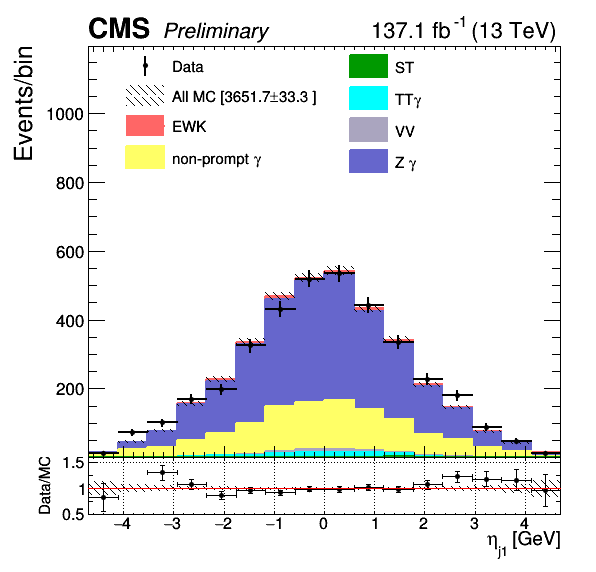 CMS Preliminary 137.1 fb⁻¹ (13 TeV)
Events/bin
Data
All MC [3651.7±33.3 ]
EWK
non-prompt γ
ST
TTγ
VV
Z γ
1000
800
600
400
200
Data/MC
1.5
1
0.5
−4 −3 −2 −1 0 1 2 3 4
η_j1 [GeV]